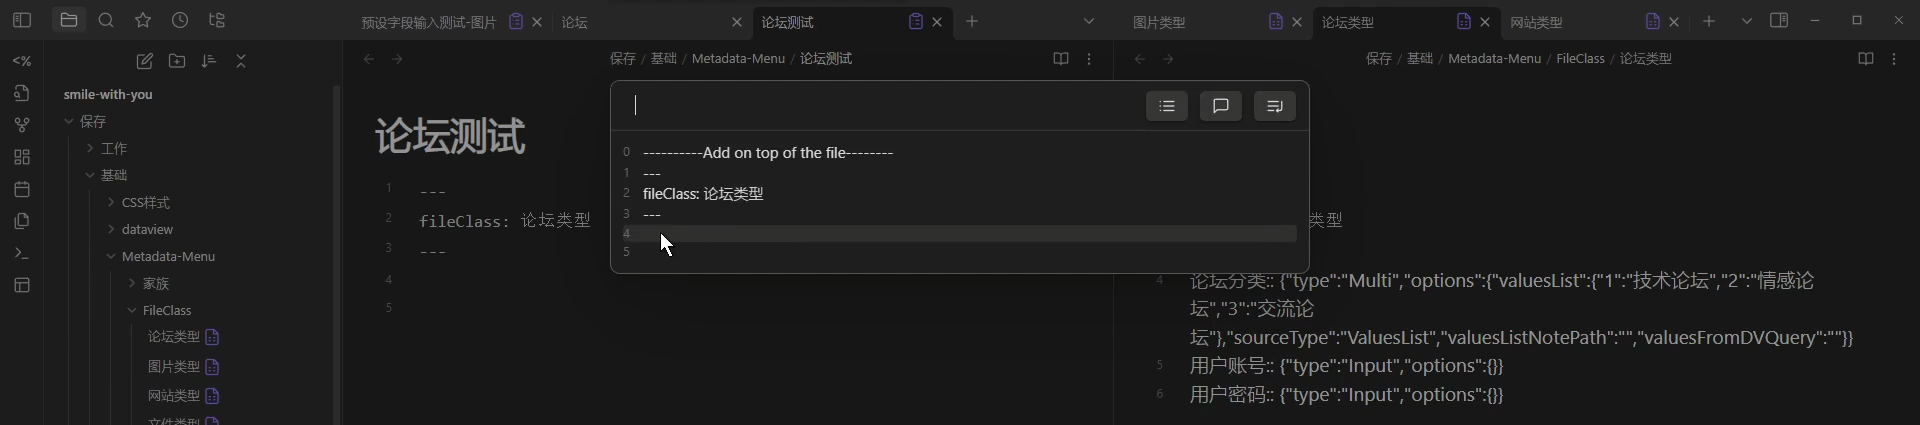 预设字段输入测试-图片
论坛
论坛测试
图片类型
论坛类型
网站类型
<%
保存 / 基础 / Metadata-Menu / 论坛测试
保存 / 基础 / Metadata-Menu / FileClass / 论坛类型
smile-with-you
保存
工作
基础
CSS样式
dataview
Metadata-Menu
家族
FileClass
论坛类型
图片类型
网站类型
文件类型
论坛测试
1 ---
2 fileClass: 论坛类型
3 ---
4
5
0 ----------Add on top of the file--------
1 ---
2 fileClass: 论坛类型
3 ---
4
5
类型
4 论坛分类:: {"type":"Multi","options":{"valuesList":{"1":"技术论坛","2":"情感论
坛","3":"交流论
坛"},"sourceType":"ValuesList","valuesListNotePath":"","valuesFromDVQuery":""}}
5 用户账号:: {"type":"Input","options":{}}
6 用户密码:: {"type":"Input","options":{}}